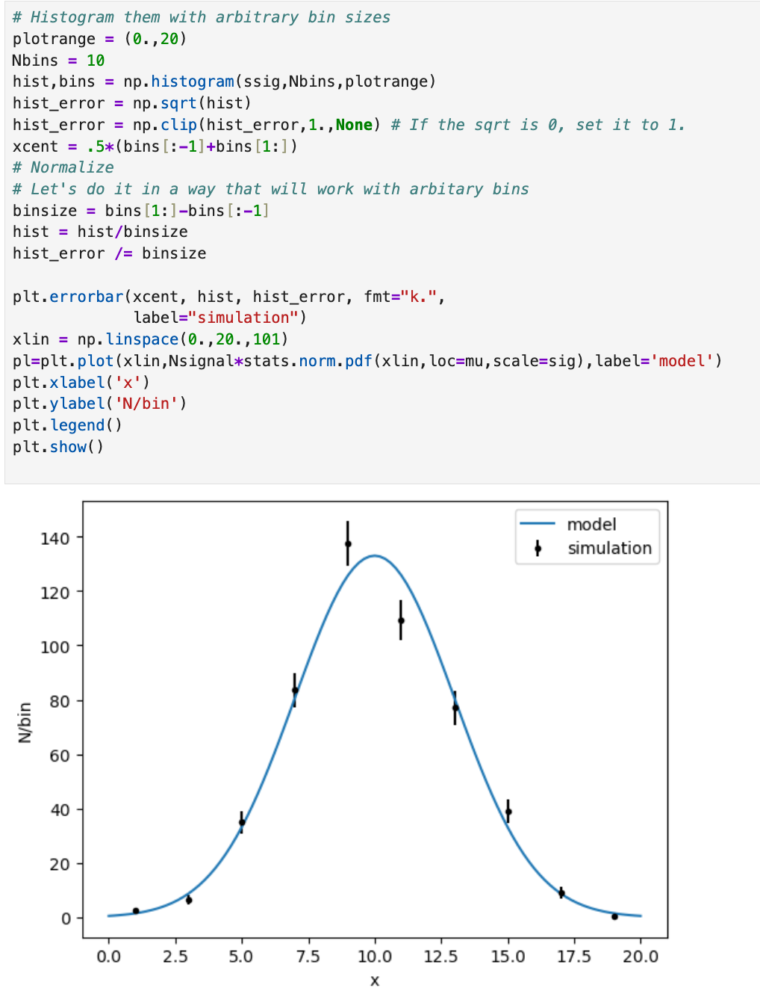 # Histogram them with arbitrary bin sizes
plotrange = (0.,20)
Nbins = 10
hist,bins = np.histogram(ssig,Nbins,plotrange)
hist_error = np.sqrt(hist)
hist_error = np.clip(hist_error,1.,None) # If the sqrt is 0, set it to 1.
xcent = .5*(bins[:-1]+bins[1:])
# Normalize
# Let's do it in a way that will work with arbitary bins
binsize = bins[1:]-bins[:-1]
hist = hist/binsize
hist_error /= binsize
plt.errorbar(xcent, hist, hist_error, fmt="k.",
label="simulation")
xlin = np.linspace(0.,20.,101)
pl=plt.plot(xlin,Nsignal*stats.norm.pdf(xlin,loc=mu,scale=sig),label='model')
plt.xlabel('x')
plt.ylabel('N/bin')
plt.legend()
plt.show()
model
simulation
140
120
100
80
60
40
20
0
N/bin
0.0 2.5 5.0 7.5 10.0 12.5 15.0 17.5 20.0
x